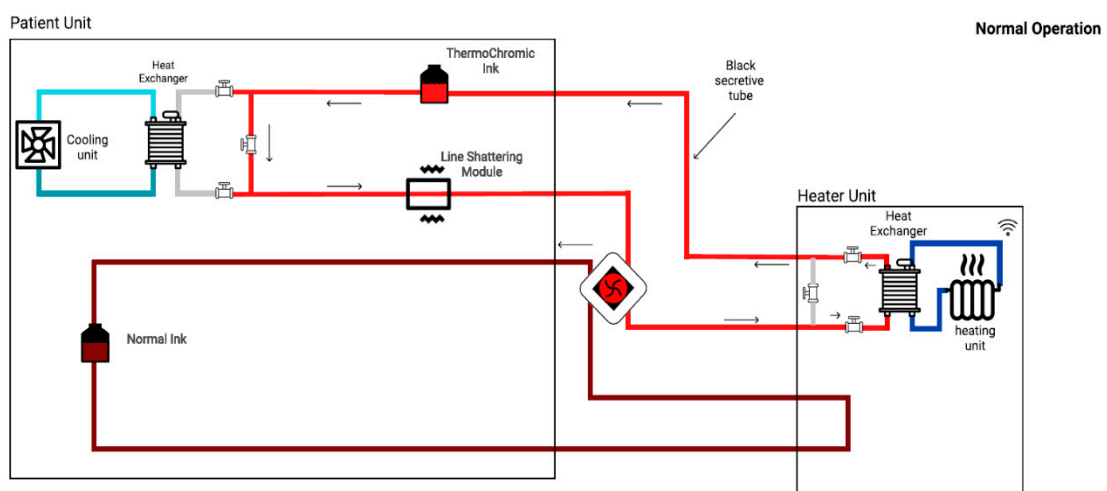 Patient Unit
Normal Operation
ThermoChromic
Ink
Heat
Exchanger
Black
secretive
tube
Cooling
unit
Line Shattering
Module
Heater Unit
Heat
Exchanger
Normal Ink
heating
unit